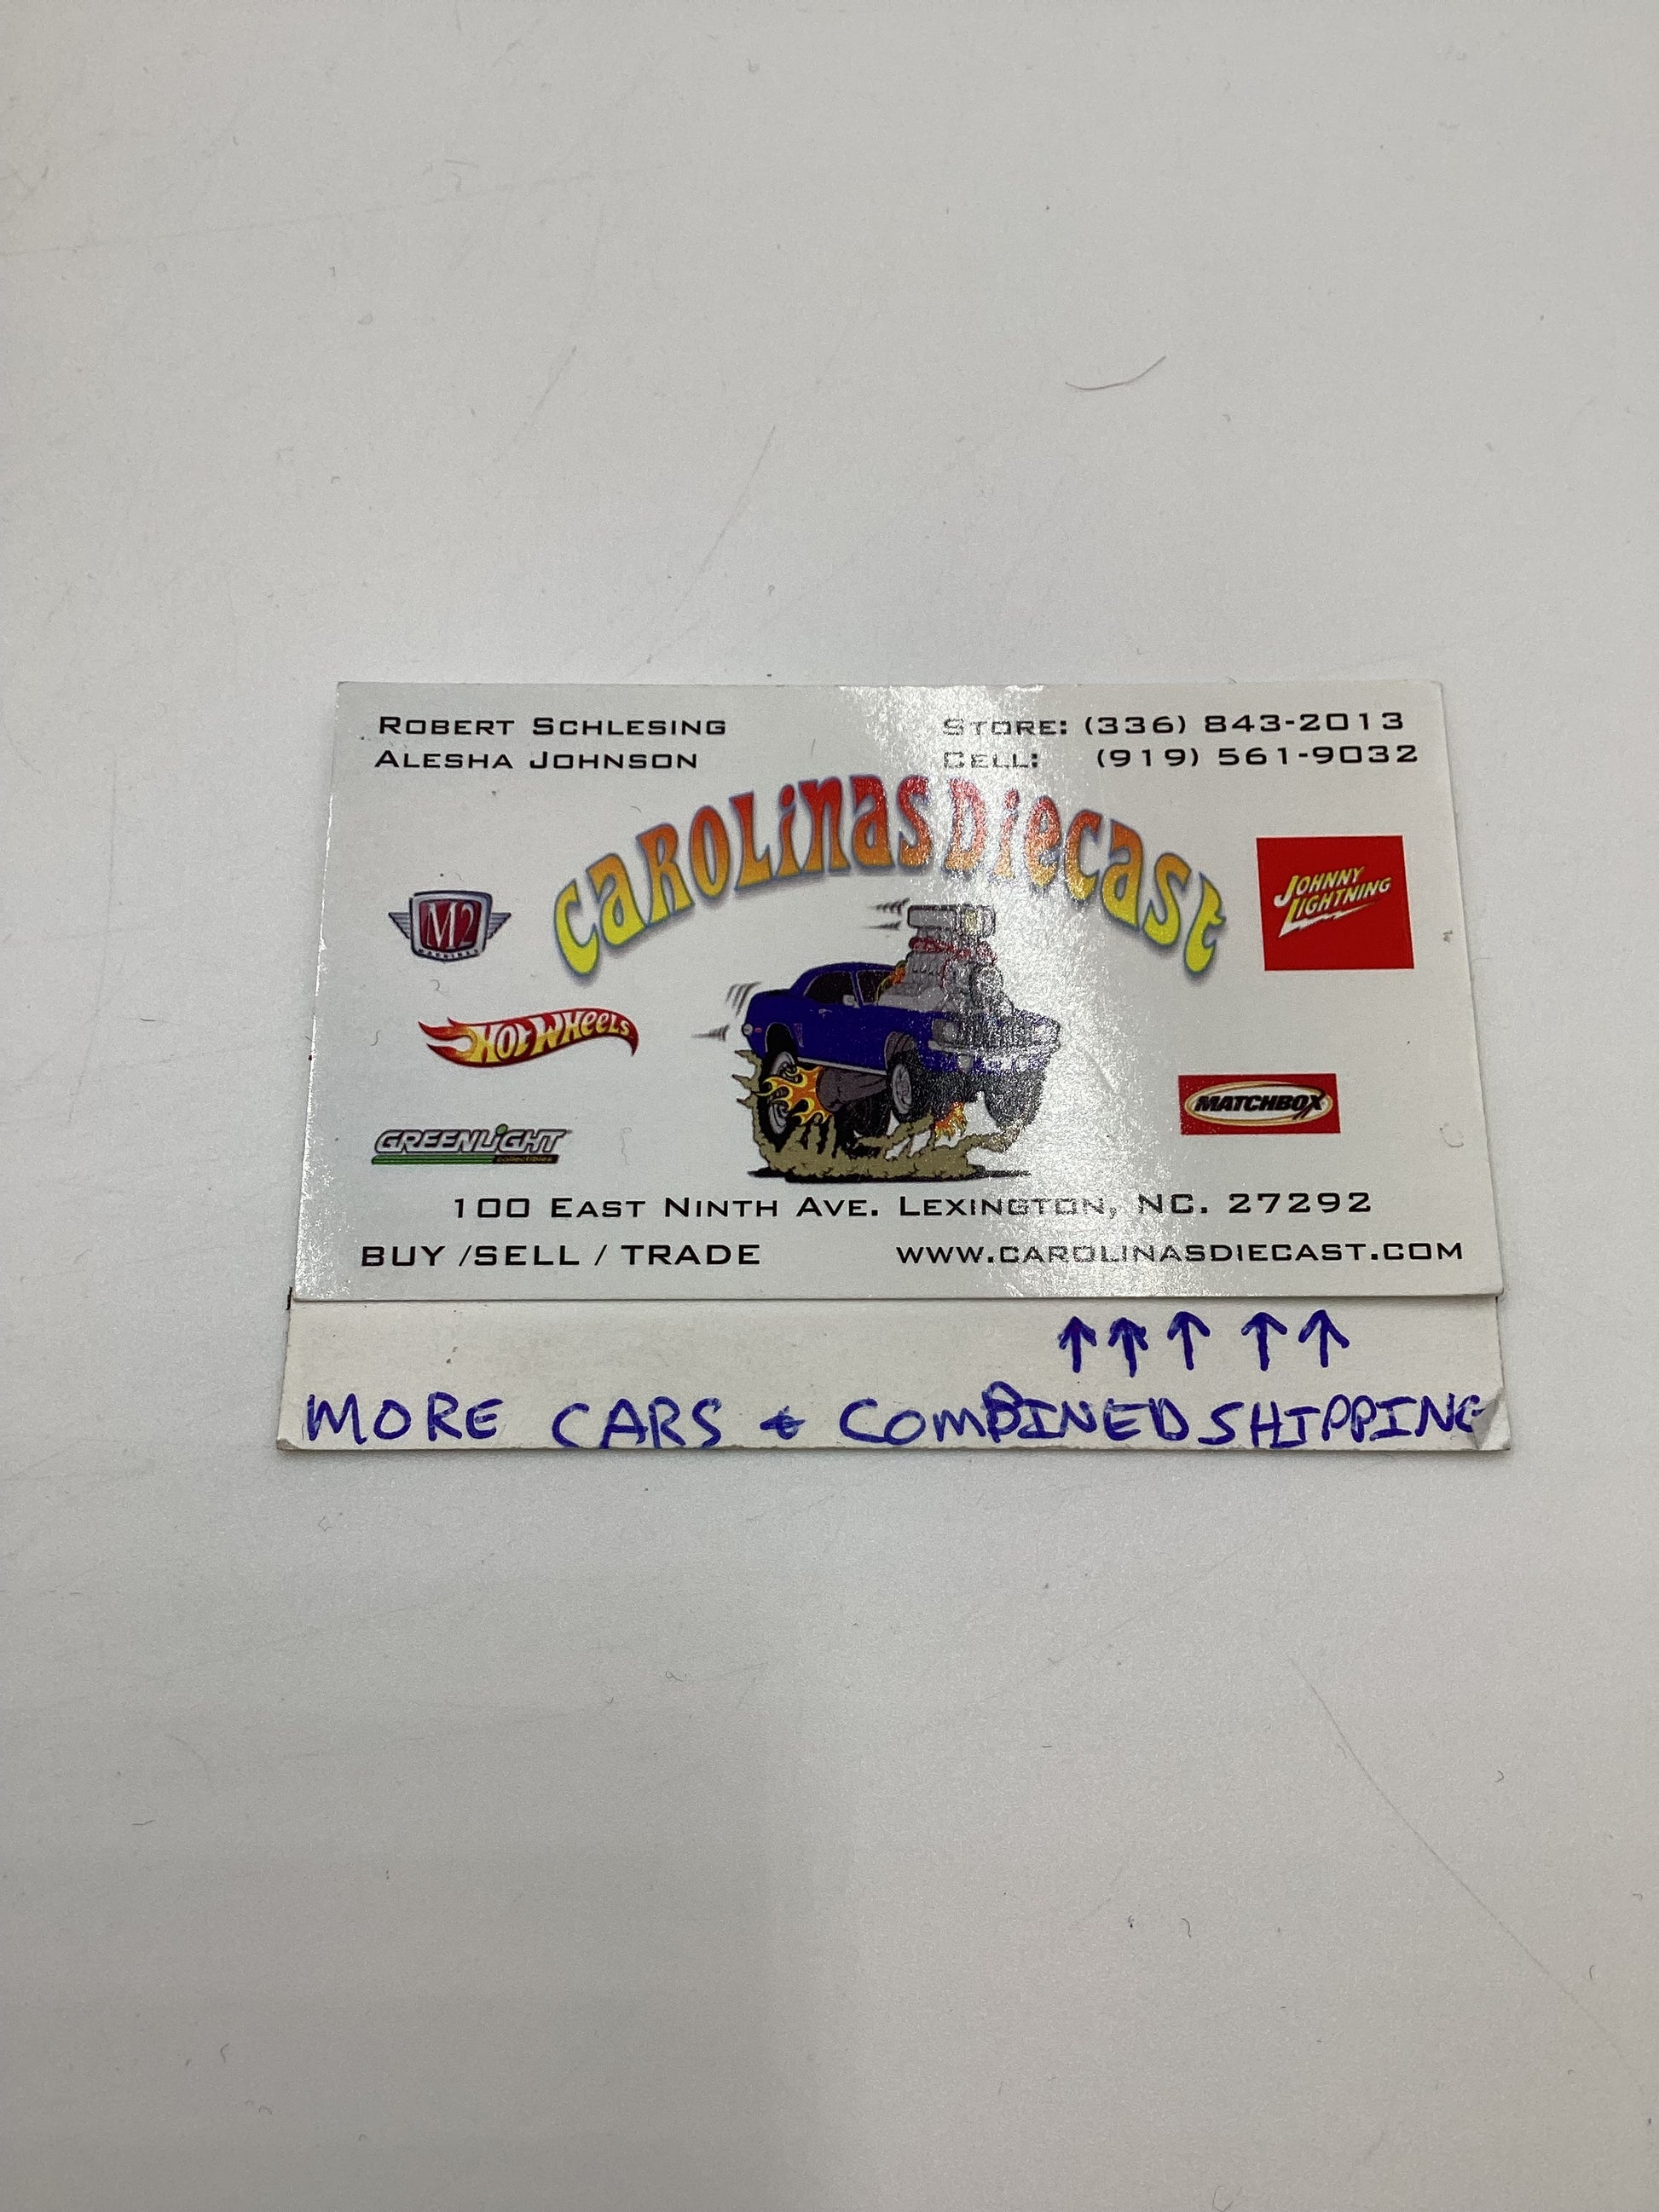 ROBERT SCHLESING
ALESHA JOHNSON
STORE: (336) 843-2013
CELL: (919) 561-9032
CAROLINAS DIECAST
M2
MACHINES
JOHNNY
LIGHTNING
HOT WHEELS
MATCHBOX
GREENLIGHT
collectibles
100 EAST NINTH AVE. LEXINGTON, NC. 27292
BUY /SELL / TRADE
WWW.CAROLINASDIECAST.COM
↑↑↑ ↑↑
MORE CARS & COMBINED SHIPPING